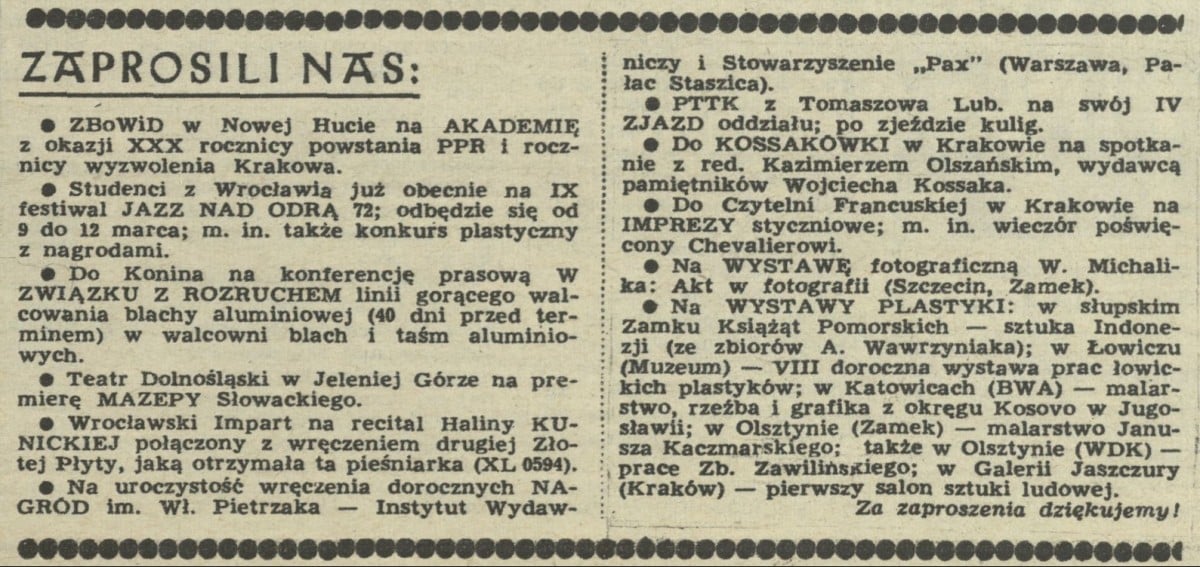 ZAPROSILI NAS:
● ZBoWiD w Nowej Hucie na AKADEMIĘ
z okazji XXX rocznicy powstania PPR i rocz-
nicy wyzwolenia Krakowa.
● Studenci z Wrocławia już obecnie na IX
festiwal JAZZ NAD ODRĄ 72; odbędzie się od
9 do 12 marca; m. in. także konkurs plastyczny
z nagrodami.
● Do Konina na konferencję prasową W
ZWIĄZKU Z ROZRUCHEM linii gorącego wal-
cowania blachy aluminiowej (40 dni przed ter-
minem) w walcowni blach i taśm aluminio-
wych.
● Teatr Dolnośląski w Jeleniej Górze na pre-
mierę MAZEPY Słowackiego.
● Wrocławski Impart na recital Haliny KU-
NICKIEJ połączony z wręczeniem drugiej Zło-
tej Płyty, jaką otrzymała ta pieśniarka (XL 0594).
● Na uroczystość wręczenia dorocznych NA-
GRÓD im. Wł. Pietrzaka — Instytut Wydaw-
niczy i Stowarzyszenie „Pax” (Warszawa, Pa-
łac Staszica).
● PTTK z Tomaszowa Lub. na swój IV
ZJAZD oddziału; po zjeździe kulig.
● Do KOSSAKÓWKI w Krakowie na spotka-
nie z red. Kazimierzem Olszańskim, wydawcą
pamiętników Wojciecha Kossaka.
● Do Czytelni Francuskiej w Krakowie na
IMPREZY styczniowe; m. in. wieczór poświę-
cony Chevalierowi.
● Na WYSTAWĘ fotograficzną W. Michali-
ka: Akt w fotografii (Szczecin, Zamek).
● Na WYSTAWY PLASTYKI: w słupskim
Zamku Książąt Pomorskich — sztuka Indone-
zji (ze zbiorów A. Wawrzyniaka); w Łowiczu
(Muzeum) — VIII doroczna wystawa prac łowic-
kich plastyków; w Katowicach (BWA) — malar-
stwo, rzeźba i grafika z okręgu Kosovo w Jugo-
sławii; w Olsztynie (Zamek) — malarstwo Janu-
sza Kaczmarskiego; także w Olsztynie (WDK) —
prace Zb. Zawilińskiego; w Galerii Jaszczury
(Kraków) — pierwszy salon sztuki ludowej.
Za zaproszenia dziękujemy!